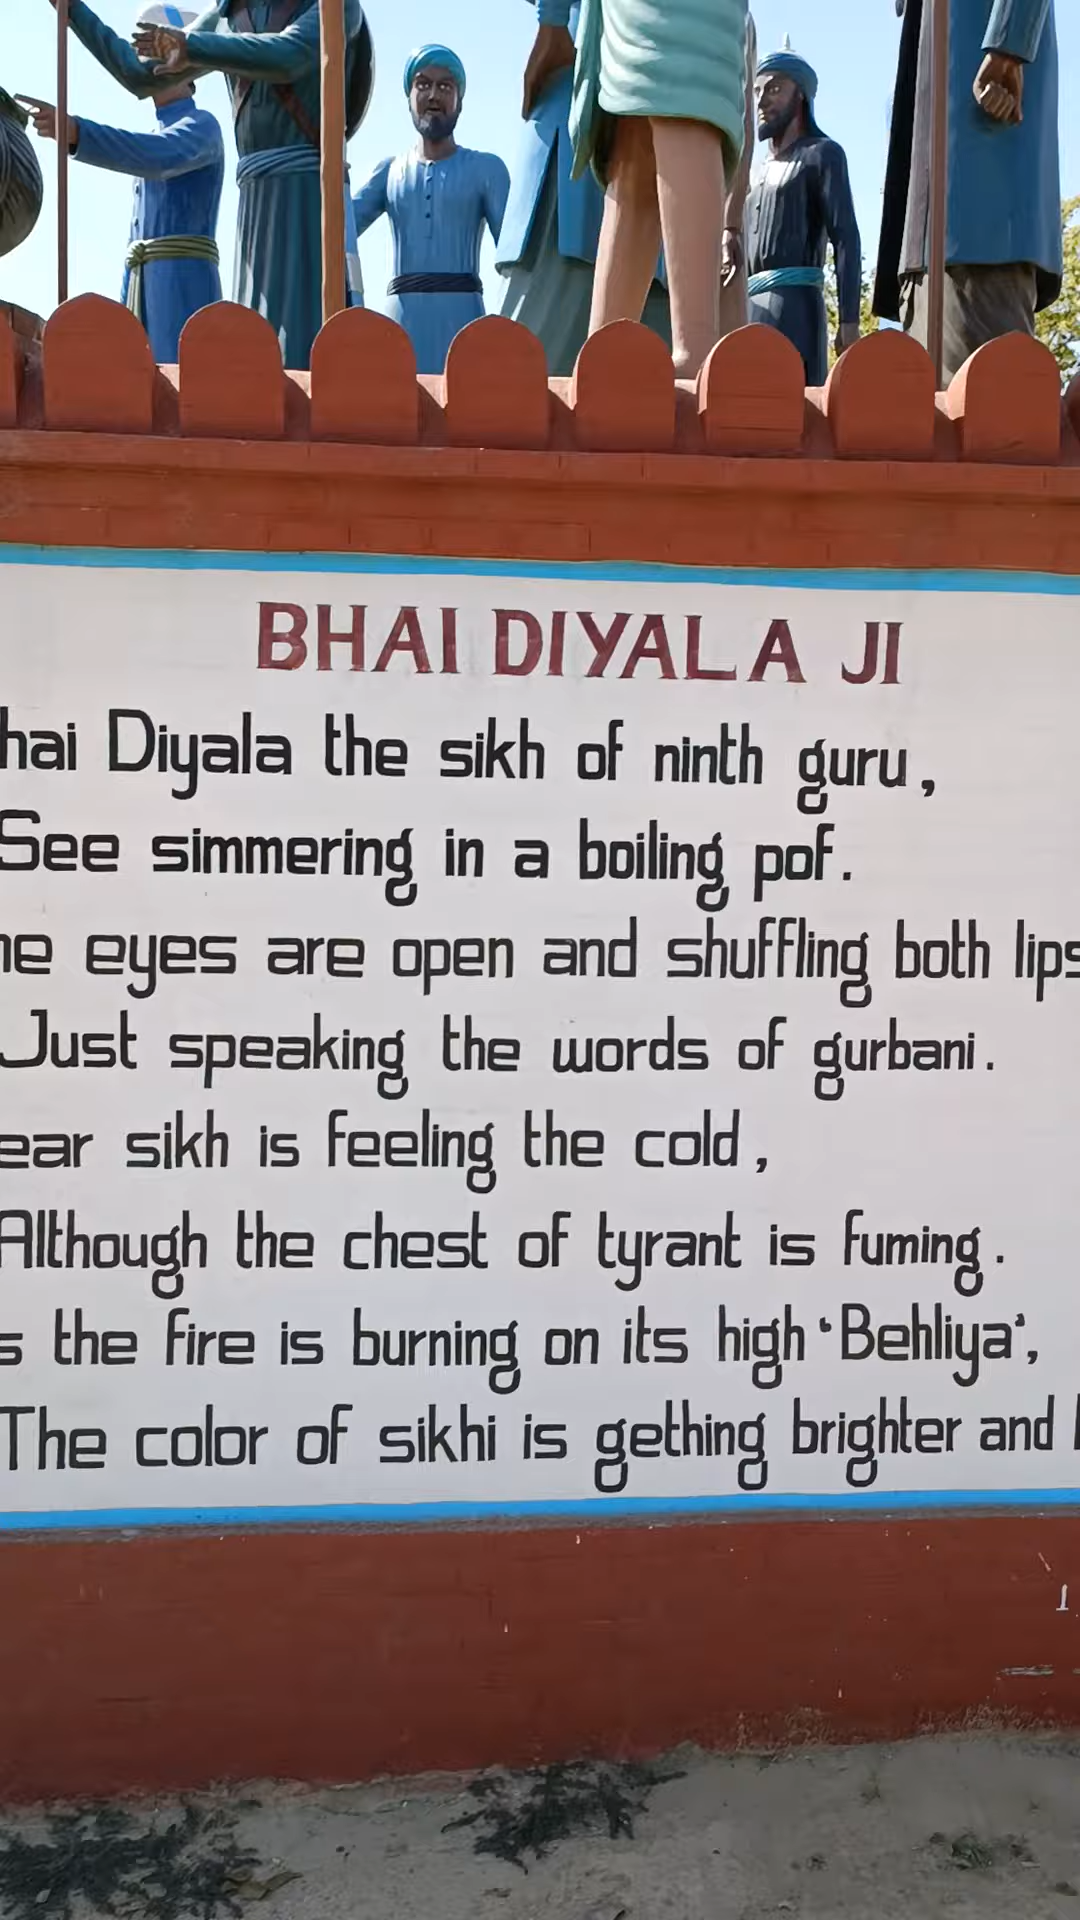 BHAI DIYALA JI
hai Diyala the sikh of ninth guru,
See simmering in a boiling pof.
he eyes are open and shuffling both lips
Just speaking the words of gurbani.
ear sikh is feeling the cold,
Although the chest of tyrant is fuming.
s the fire is burning on its high 'Behliya',
The color of sikhi is gething brighter and